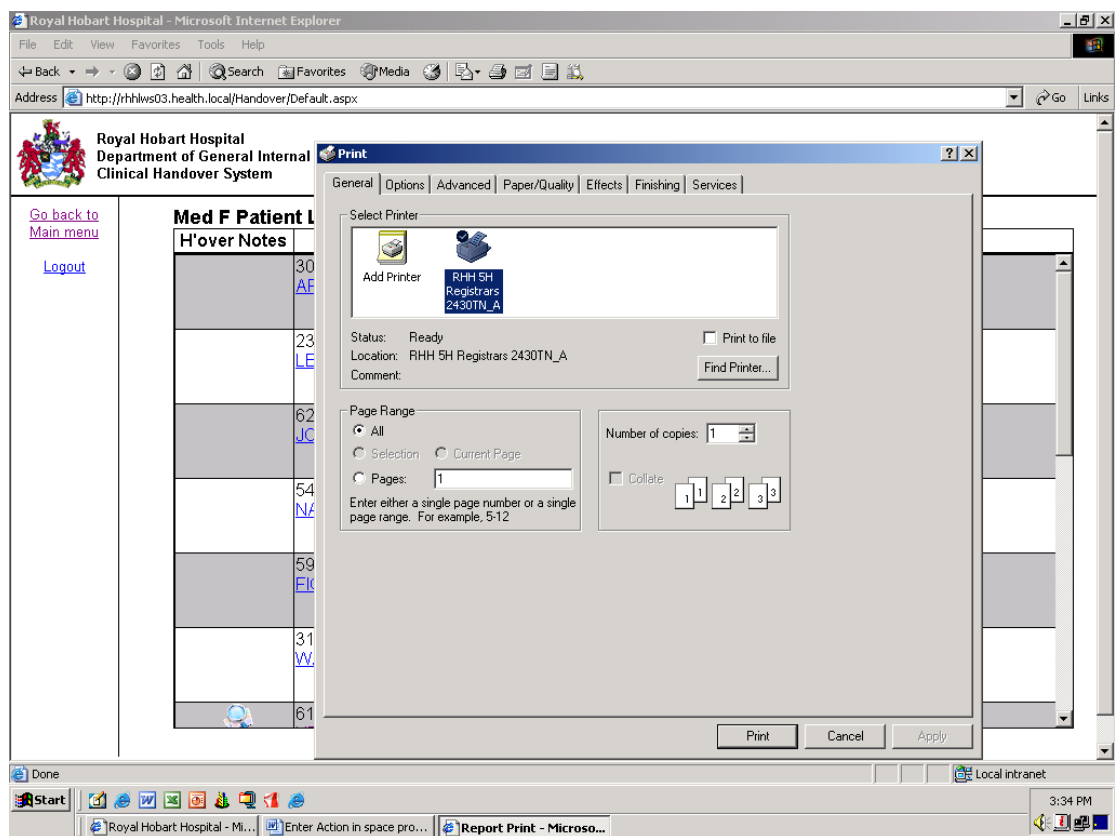 Royal Hobart Hospital - Microsoft Internet Explorer
File Edit View Favorites Tools Help
Back Search Favorites Media
Address http://rhhlws03.health.local/Handover/Default.aspx Go Links
Royal Hobart Hospital
Department of General Internal
Clinical Handover System
Go back to
Main menu
Logout
Med F Patient L
H'over Notes
30
AF
23
LE
62
JO
54
NA
59
FIG
31
WA
61
Print
General Options Advanced Paper/Quality Effects Finishing Services
Select Printer
Add Printer
RHH 5H
Registrars
2430TN_A
Status: Ready
Print to file
Location: RHH 5H Registrars 2430TN_A
Find Printer...
Comment:
Page Range
All
Selection Current Page
Pages: 1
Enter either a single page number or a single
page range. For example, 5-12
Number of copies: 1
Collate
1 1 2 2 3 3
Print Cancel Apply
Done Local intranet
Start 3:34 PM
Royal Hobart Hospital - Mi... Enter Action in space pro... Report Print - Microso...